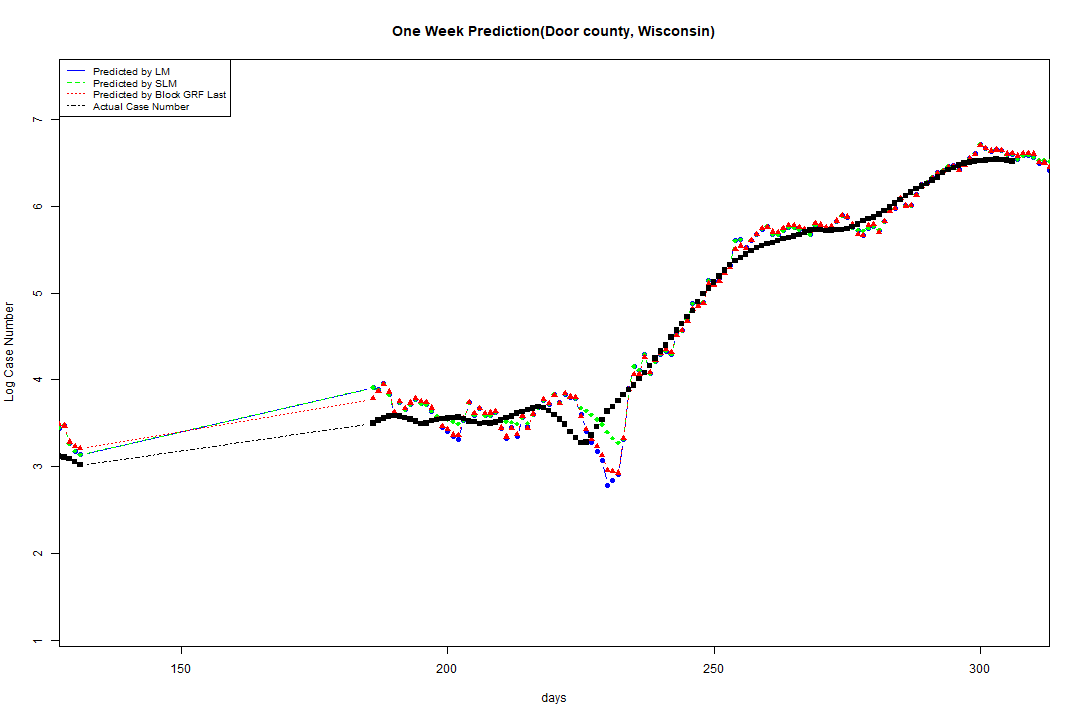 One Week Prediction(Door county, Wisconsin)
Predicted by LM
Predicted by SLM
Predicted by Block GRF Last
Actual Case Number
7
6
5
4
3
2
1
Log Case Number
150 200 250 300
days